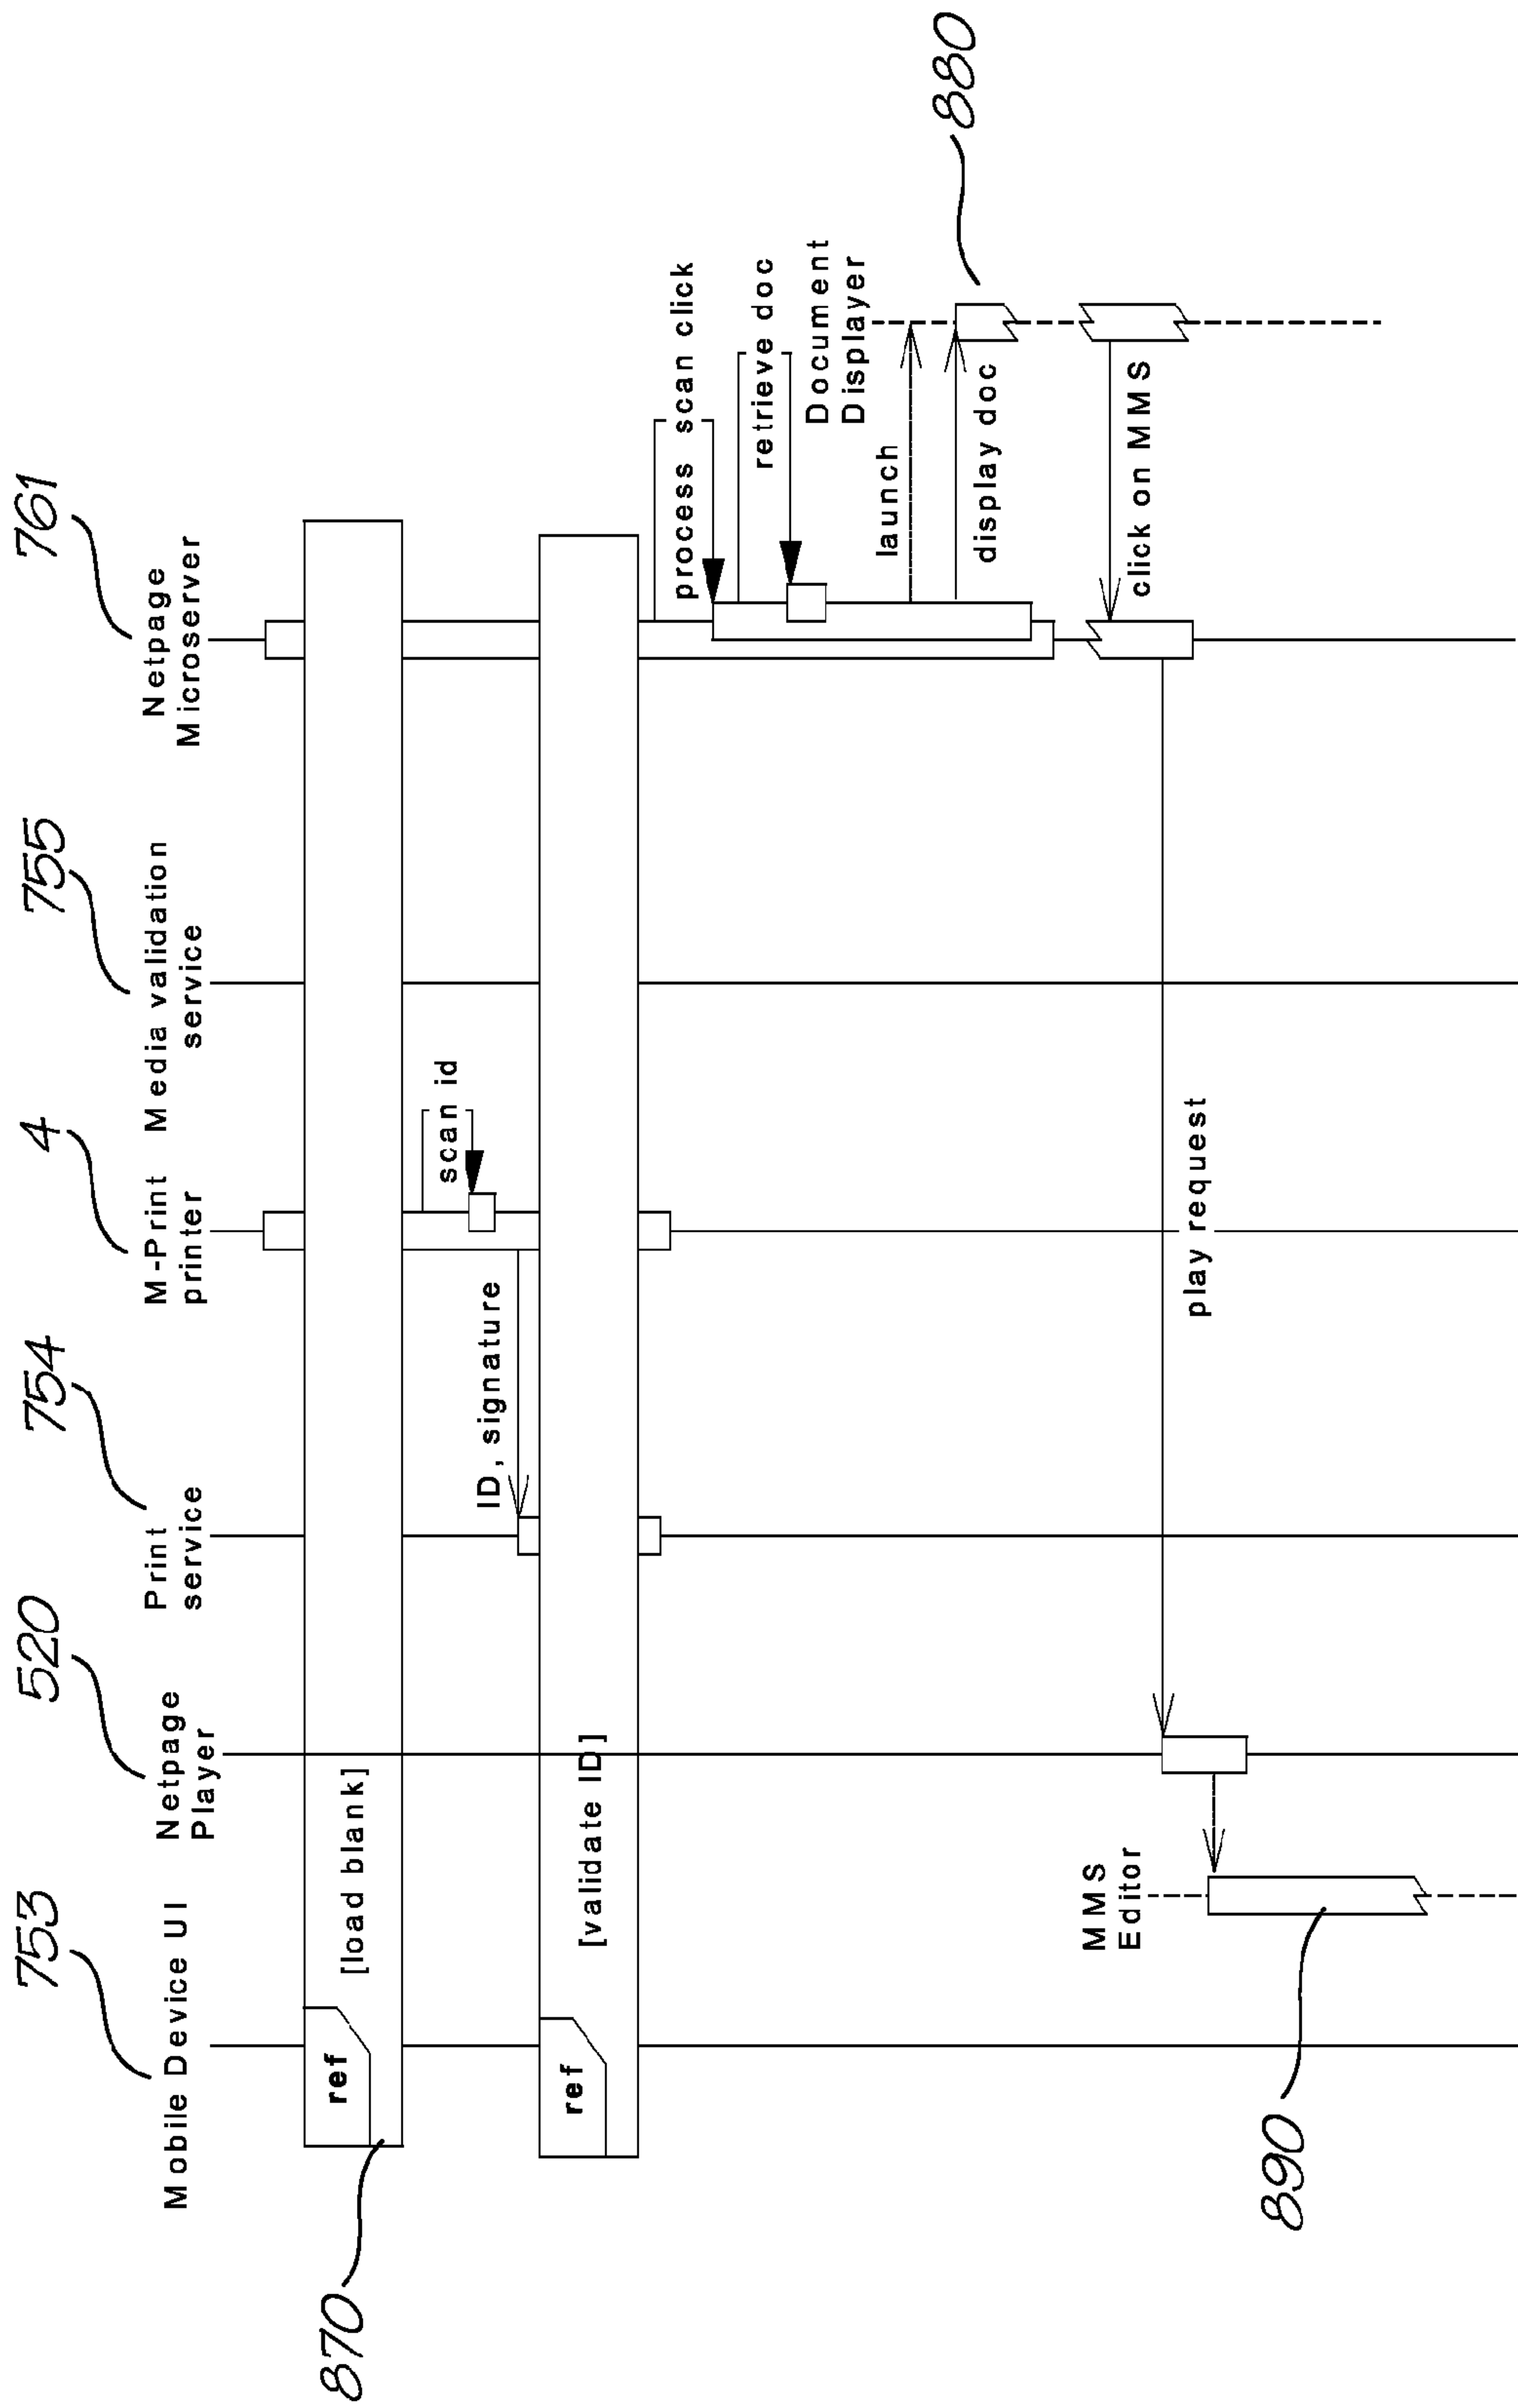 753
520
754
4
755
761
Mobile Device UI
Netpage
Player
Print
service
M-Print
printer
Media validation
service
Netpage
Microserver
870
ref
[load blank]
scan id
ID, signature
ref
[validate ID]
process scan click
retrieve doc
Document
Displayer
launch
880
display doc
MMS
Editor
click on MMS
play request
890